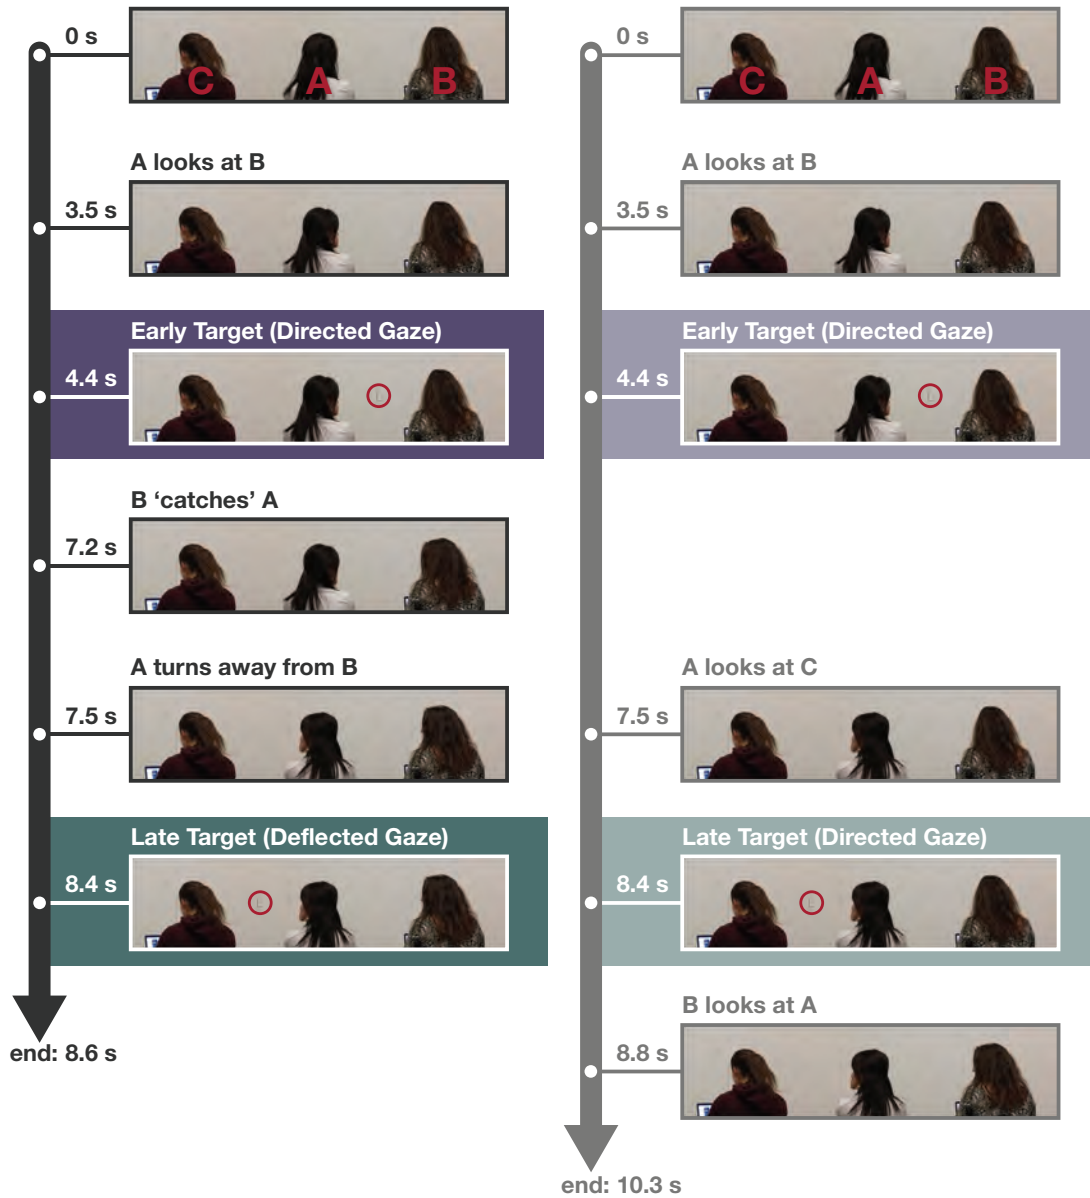 0 s
C A B
A looks at B
3.5 s
Early Target (Directed Gaze)
4.4 s
L
B ‘catches’ A
7.2 s
A turns away from B
7.5 s
Late Target (Deflected Gaze)
8.4 s
L
end: 8.6 s
0 s
C A B
A looks at B
3.5 s
Early Target (Directed Gaze)
4.4 s
L
A looks at C
7.5 s
Late Target (Directed Gaze)
8.4 s
L
B looks at A
8.8 s
end: 10.3 s